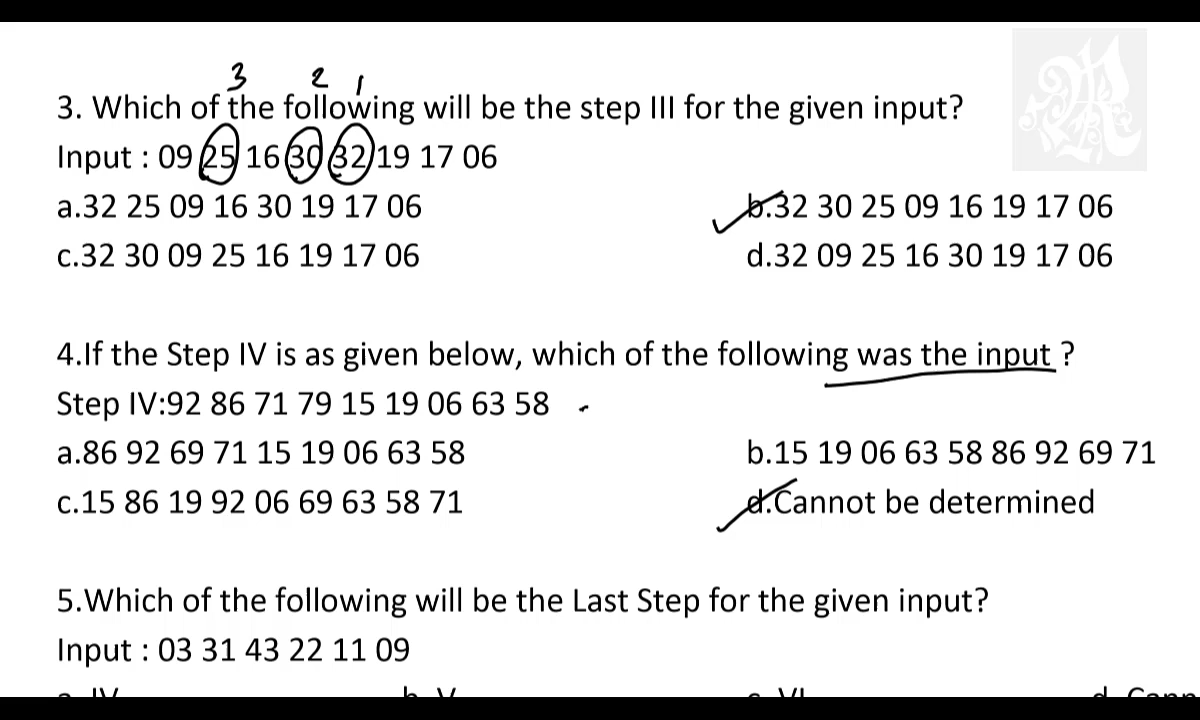 3 2 1
3. Which of the following will be the step III for the given input?
Input : 09 25 16 30 32 19 17 06
a.32 25 09 16 30 19 17 06 b.32 30 25 09 16 19 17 06
c.32 30 09 25 16 19 17 06 d.32 09 25 16 30 19 17 06
4.If the Step IV is as given below, which of the following was the input ?
Step IV:92 86 71 79 15 19 06 63 58
a.86 92 69 71 15 19 06 63 58 b.15 19 06 63 58 86 92 69 71
c.15 86 19 92 06 69 63 58 71 d.Cannot be determined
5.Which of the following will be the Last Step for the given input?
Input : 03 31 43 22 11 09